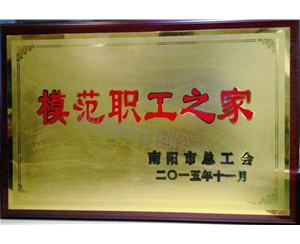 模范职工之家
南阳市总工会
二〇一五年十一月